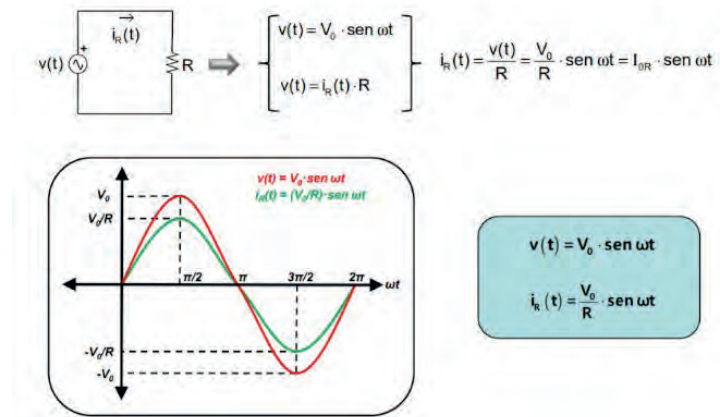 i_R(t)
+
v(t)
R
v(t) = V₀ · sen ωt
v(t) = i_R(t) · R
i_R(t) = v(t)/R = V₀/R · sen ωt = I₀R · sen ωt
v(t) = V₀· sen ωt
i_R(t) = (V₀/R)· sen ωt
V₀
V₀/R
π/2
π
3π/2
2π
ωt
-V₀/R
-V₀
v(t) = V₀ · sen ωt
i_R(t) = V₀/R · sen ωt